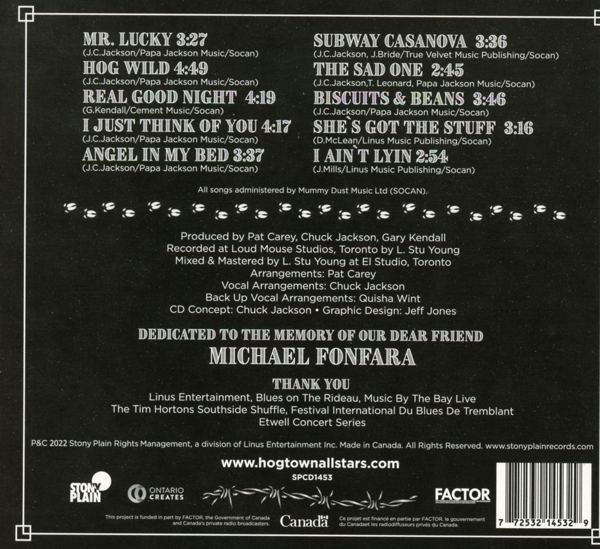 MR. LUCKY 3:27
(J.C.Jackson/Papa Jackson Music/Socan)
HOG WILD 4:49
(J.C.Jackson/Papa Jackson Music/Socan)
REAL GOOD NIGHT 4:19
(G.Kendall/Cement Music/Socan)
I JUST THINK OF YOU 4:17
(J.C.Jackson/Papa Jackson Music/Socan)
ANGEL IN MY BED 3:37
(J.C.Jackson/Papa Jackson Music/Socan)
SUBWAY CASANOVA 3:36
(J.C.Jackson, J.Bride/True Velvet Music Publishing/Socan)
THE SAD ONE 2:45
(J.C.Jackson,T. Leonard, Papa Jackson Music/Socan)
BISCUITS & BEANS 3:46
(J.C.Jackson/Papa Jackson Music/Socan)
SHE'S GOT THE STUFF 3:16
(D.McLean/Linus Music Publishing/Socan)
I AIN'T LYIN 2:54
(J.Mills/Linus Music Publishing/Socan)
All songs administered by Mummy Dust Music Ltd (SOCAN).
Produced by Pat Carey, Chuck Jackson, Gary Kendall
Recorded at Loud Mouse Studios, Toronto by L. Stu Young
Mixed & Mastered by L. Stu Young at El Studio, Toronto
Arrangements: Pat Carey
Vocal Arrangements: Chuck Jackson
Back Up Vocal Arrangements: Quisha Wint
CD Concept: Chuck Jackson • Graphic Design: Jeff Jones
DEDICATED TO THE MEMORY OF OUR DEAR FRIEND
MICHAEL FONFARA
THANK YOU
Linus Entertainment, Blues on The Rideau, Music By The Bay Live
The Tim Hortons Southside Shuffle, Festival International Du Blues De Tremblant
Etwell Concert Series
P&C 2022 Stony Plain Rights Management, a division of Linus Entertainment Inc. Made in Canada. All Rights Reserved. www.stonyplainrecords.com
www.hogtownallstars.com
SPCD1453
STONY
PLAIN
ONTARIO
CREATES
FACTOR
This project is funded in part by FACTOR, the Government of Canada
and Canada's private radio broadcasters.
Canada
Ce projet est financé en partie par FACTOR, le gouvernement
du Canadaet les radiodiffuseurs privés du Canada.
7 72532 14532 9